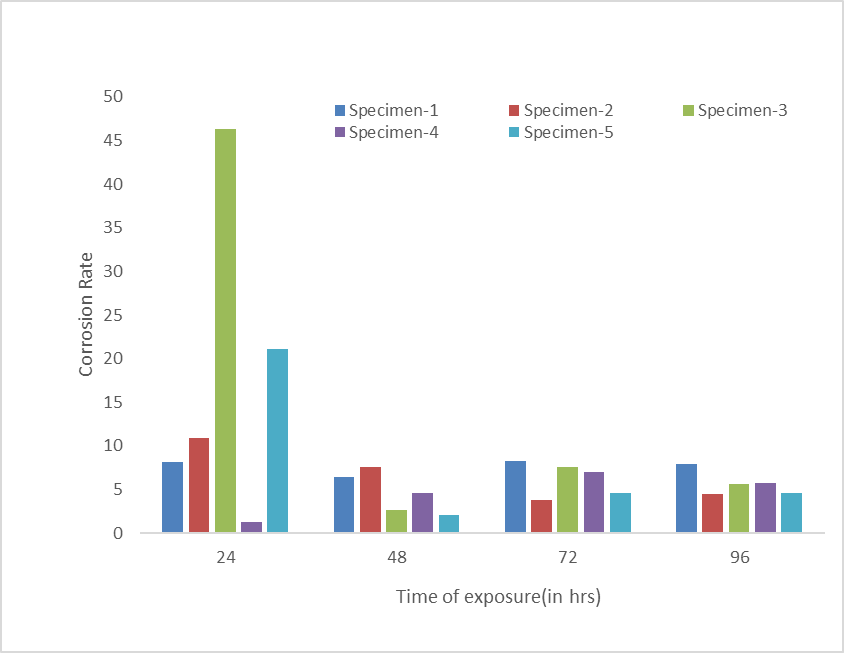 50
Specimen-1 Specimen-2 Specimen-3
45
Specimen-4 Specimen-5
40
35
30
25
20
15
10
5
0
Corrosion Rate
24 48 72 96
Time of exposure(in hrs)